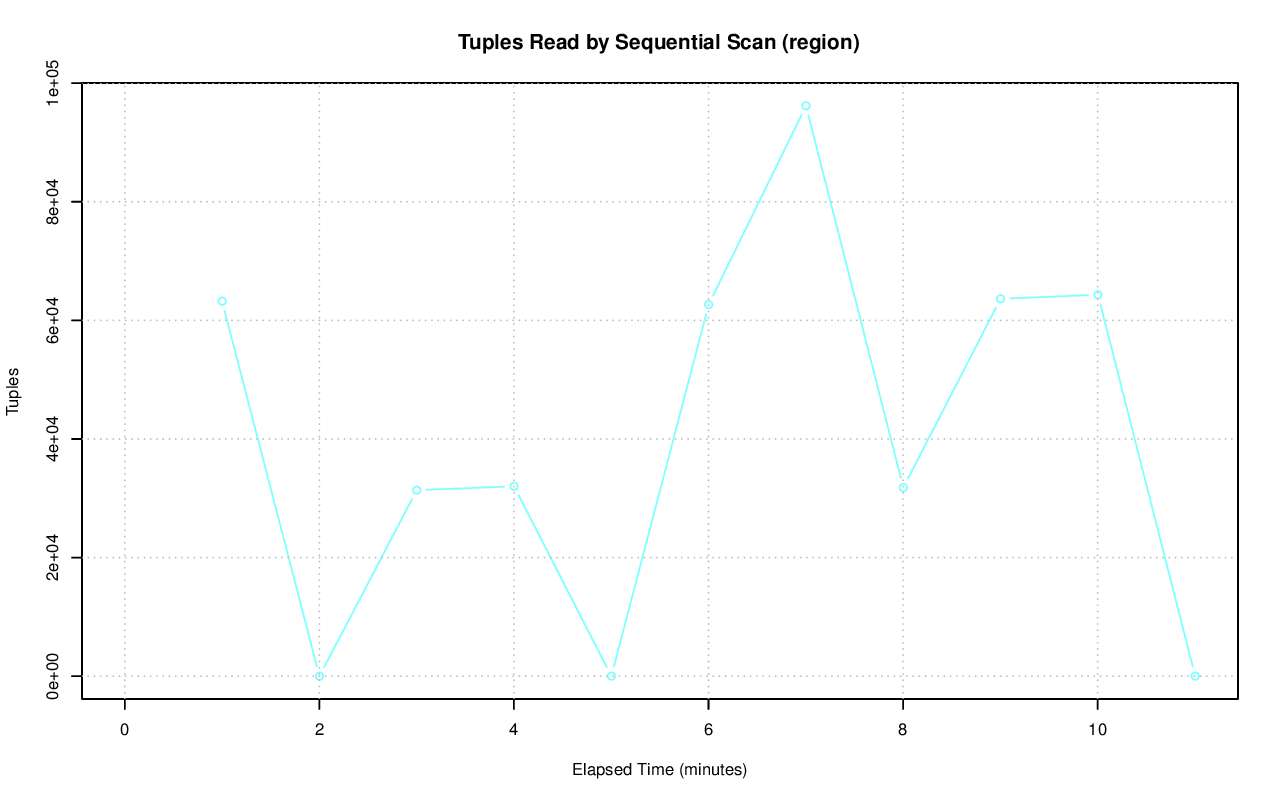 Tuples Read by Sequential Scan (region)
Tuples
1e+05
8e+04
6e+04
4e+04
2e+04
0e+00
0 2 4 6 8 10
Elapsed Time (minutes)